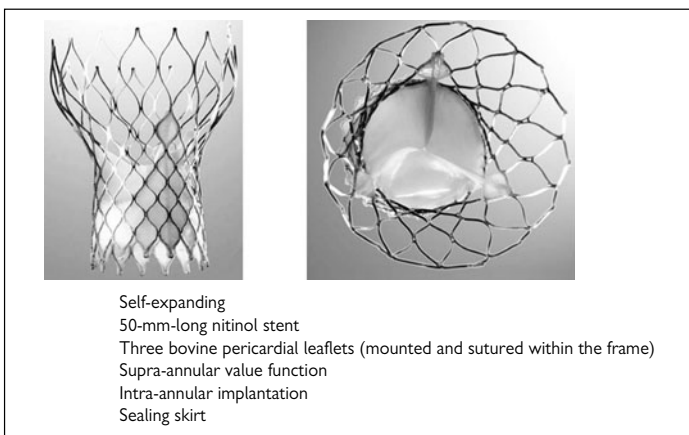 Self-expanding
50-mm-long nitinol stent
Three bovine pericardial leaflets (mounted and sutured within the frame)
Supra-annular value function
Intra-annular implantation
Sealing skirt